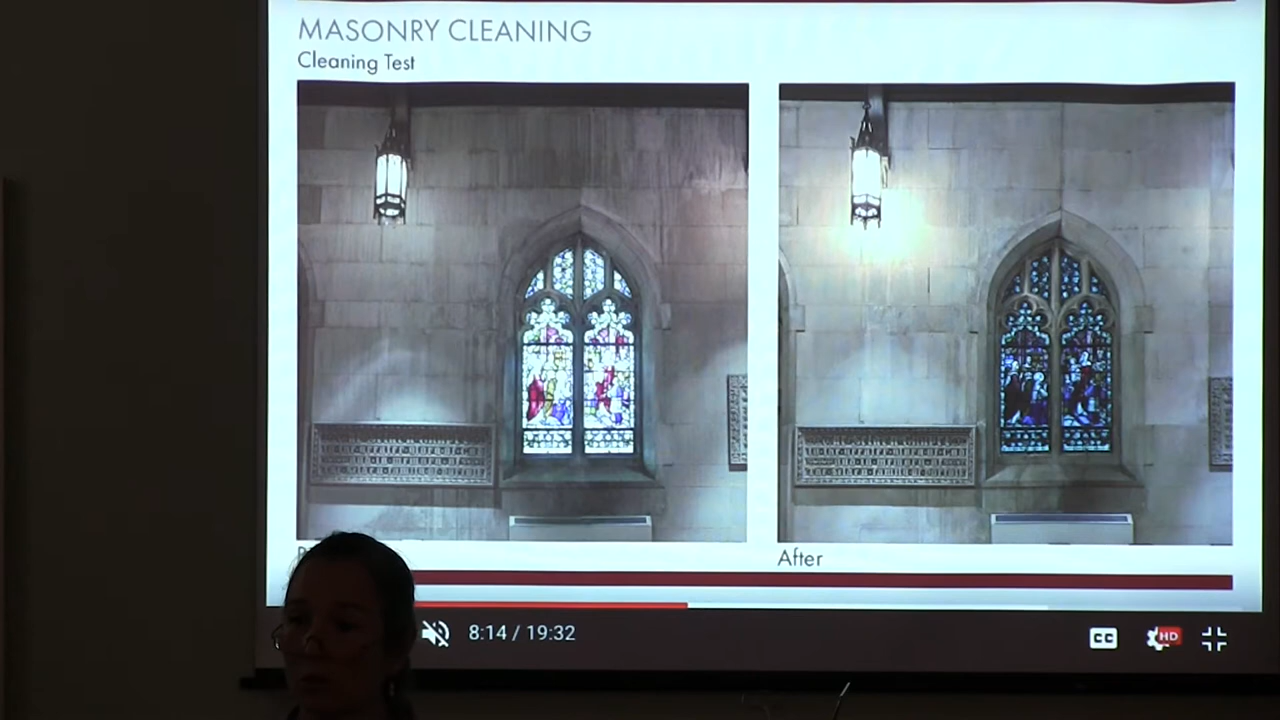 MASONRY CLEANING
Cleaning Test
After
8:14 / 19:32
CC
HD